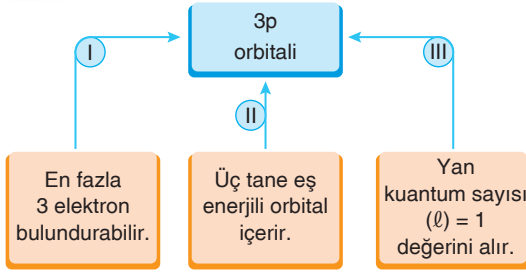 3p
orbitali
I
II
III
En fazla
3 elektron
bulundurabilir.
Üç tane eş
enerjili orbital
içerir.
Yan
kuantum sayısı
(ℓ) = 1
değerini alır.